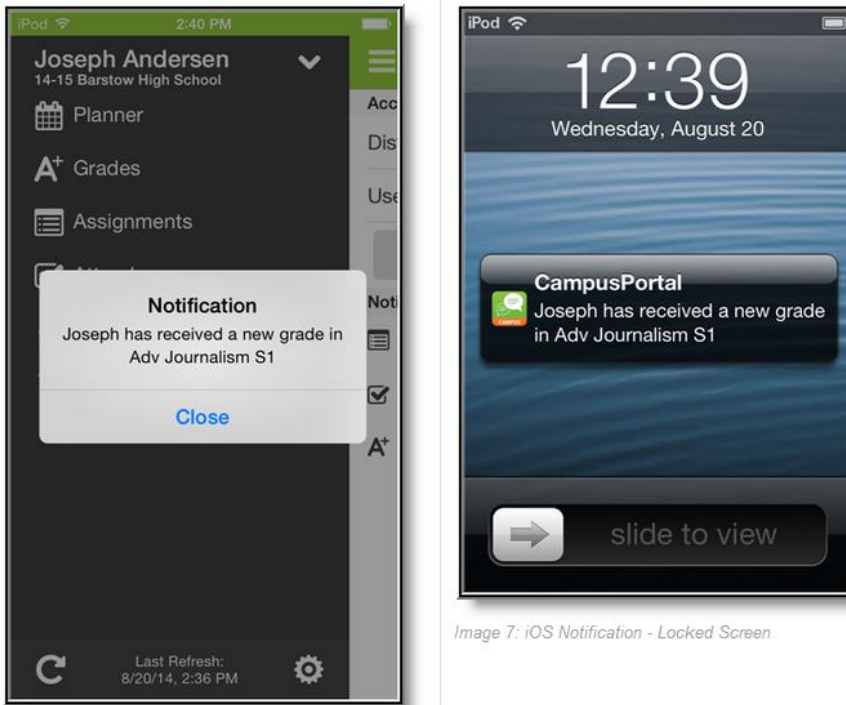 iPod
2:40 PM
Joseph Andersen
14-15 Barstow High School
Planner
A+ Grades
Assignments
Notification
Joseph has received a new grade in
Adv Journalism S1
Close
Last Refresh:
8/20/14, 2:36 PM
Acc
Dis
Use
Noti
A+
iPod
12:39
Wednesday, August 20
CampusPortal
Joseph has received a new grade
in Adv Journalism S1
CAMPUS
slide to view
Image 7: iOS Notification - Locked Screen